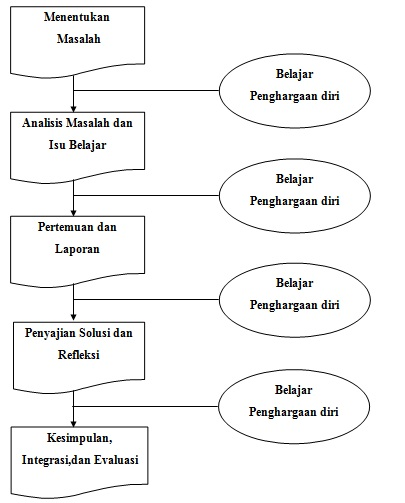 Menentukan
Masalah
Belajar
Penghargaan diri
Analisis Masalah dan
Isu Belajar
Belajar
Penghargaan diri
Pertemuan dan
Laporan
Belajar
Penghargaan diri
Penyajian Solusi dan
Refleksi
Belajar
Penghargaan diri
Kesimpulan,
Integrasi,dan Evaluasi